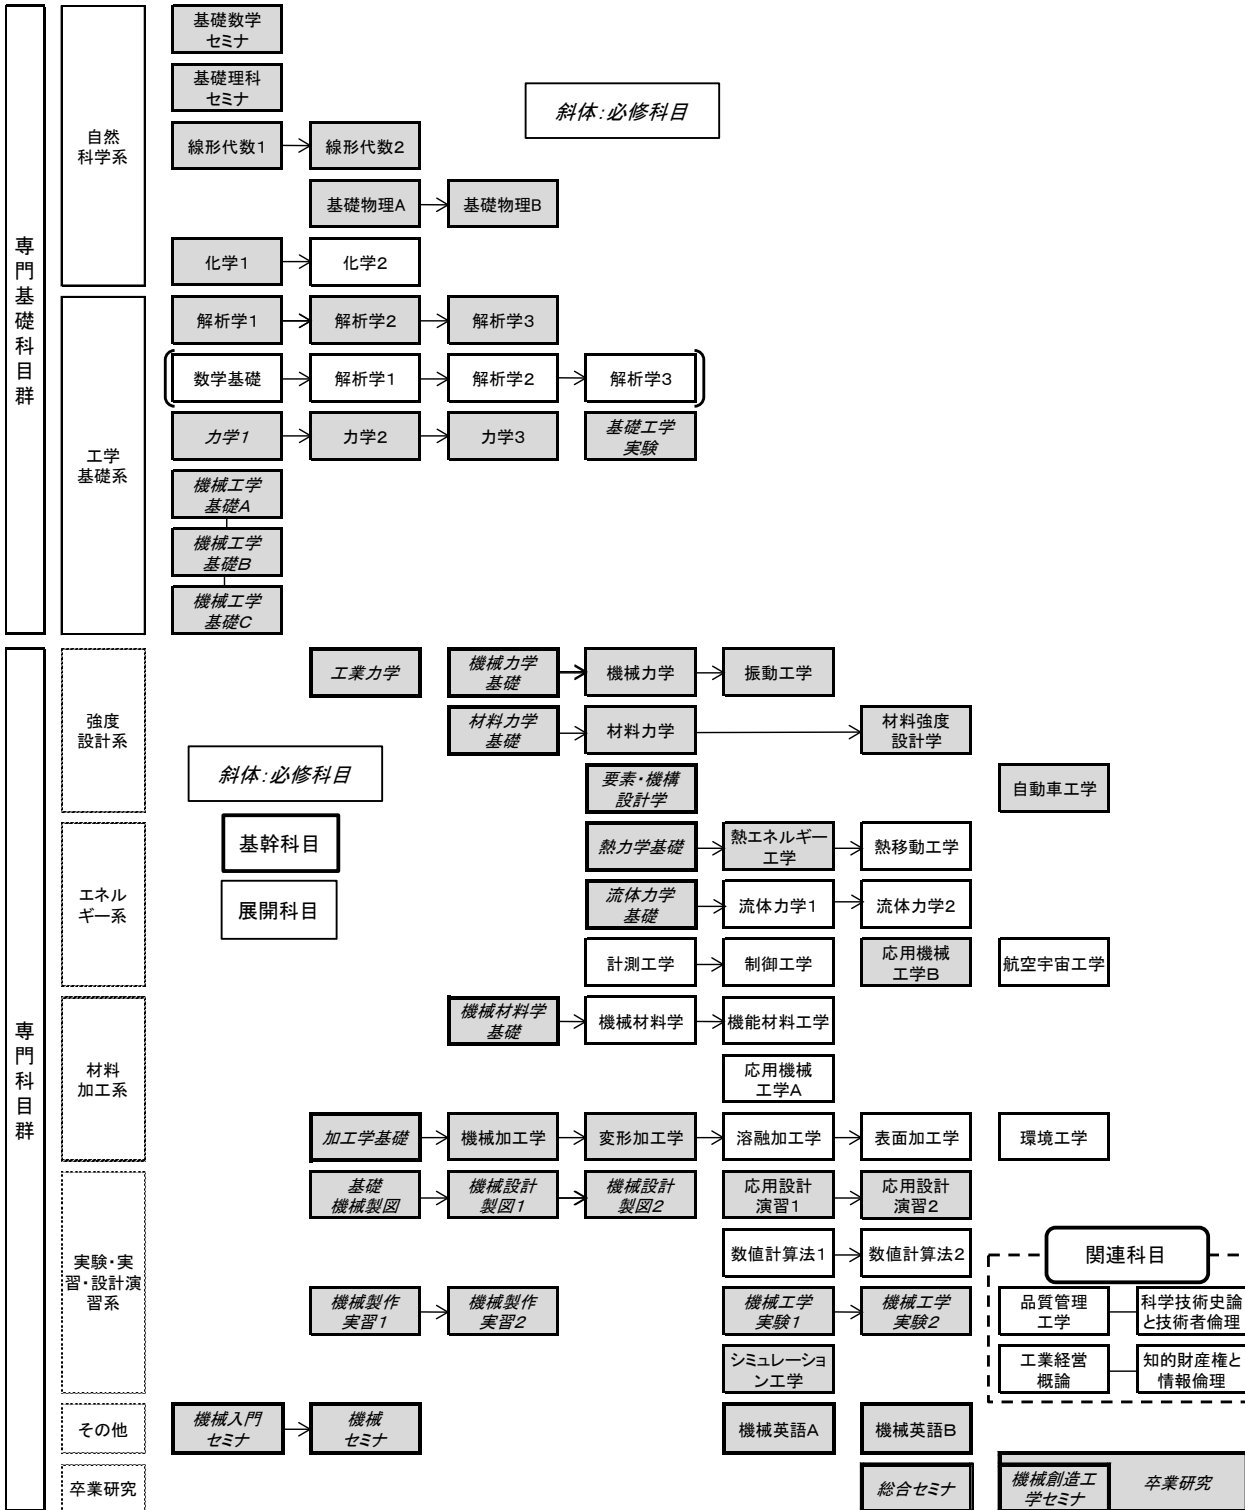 専門基礎科目群
自然
科学系
基礎数学
セミナ
基礎理科
セミナ
斜体：必修科目
線形代数1
線形代数2
基礎物理A
基礎物理B
化学1
化学2
工学
基礎系
解析学1
解析学2
解析学3
数学基礎
解析学1
解析学2
解析学3
力学1
力学2
力学3
基礎工学
実験
機械工学
基礎A
機械工学
基礎B
機械工学
基礎C
専門科目群
強度
設計系
工業力学
機械力学
基礎
機械力学
振動工学
材料力学
基礎
材料力学
材料強度
設計学
斜体：必修科目
要素・機構
設計学
自動車工学
基幹科目
展開科目
エネル
ギー系
熱力学基礎
熱エネルギー
工学
熱移動工学
流体力学
基礎
流体力学1
流体力学2
計測工学
制御工学
応用機械
工学B
航空宇宙工学
材料
加工系
機械材料学
基礎
機械材料学
機能材料工学
応用機械
工学A
加工学基礎
機械加工学
変形加工学
溶融加工学
表面加工学
環境工学
実験・実
習・設計演
習系
基礎
機械製図
機械設計
製図1
機械設計
製図2
応用設計
演習1
応用設計
演習2
数値計算法1
数値計算法2
機械製作
実習1
機械製作
実習2
機械工学
実験1
機械工学
実験2
シミュレーショ
ン工学
関連科目
品質管理
工学
科学技術史論
と技術者倫理
工業経営
概論
知的財産権と
情報倫理
その他
機械入門
セミナ
機械
セミナ
機械英語A
機械英語B
卒業研究
総合セミナ
機械創造工
学セミナ
卒業研究